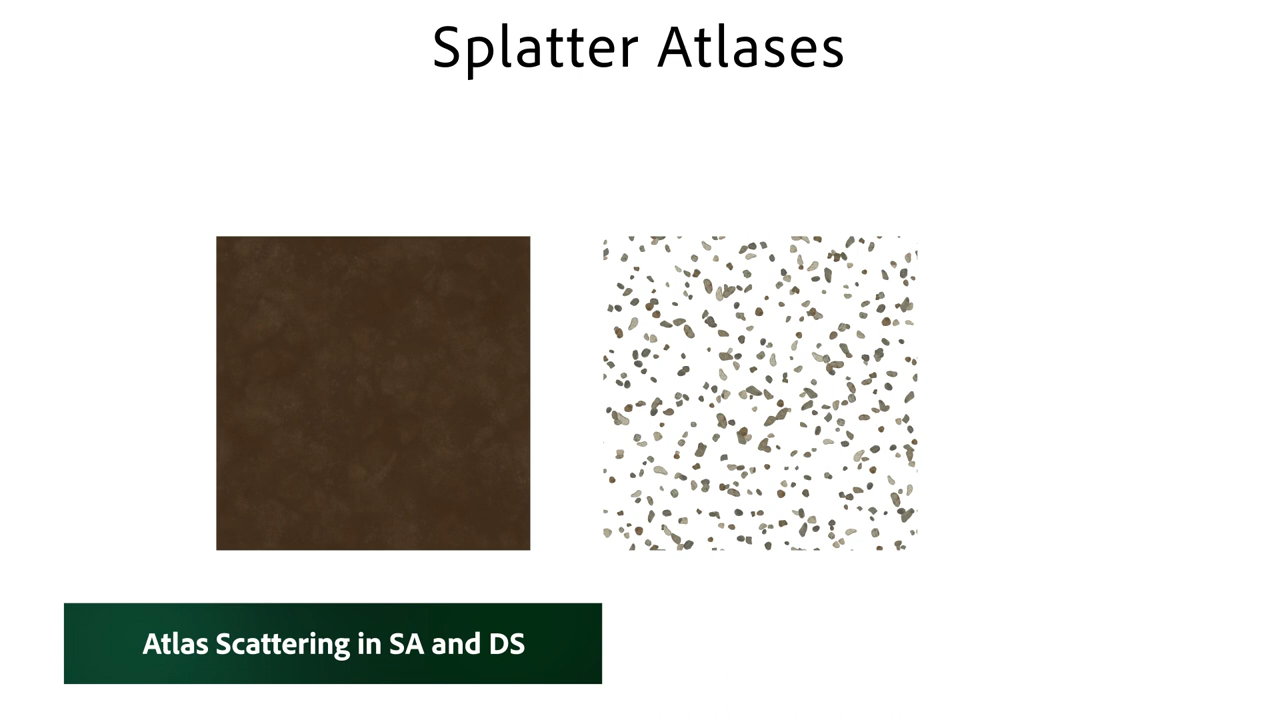 Splatter Atlases
Atlas Scattering in SA and DS